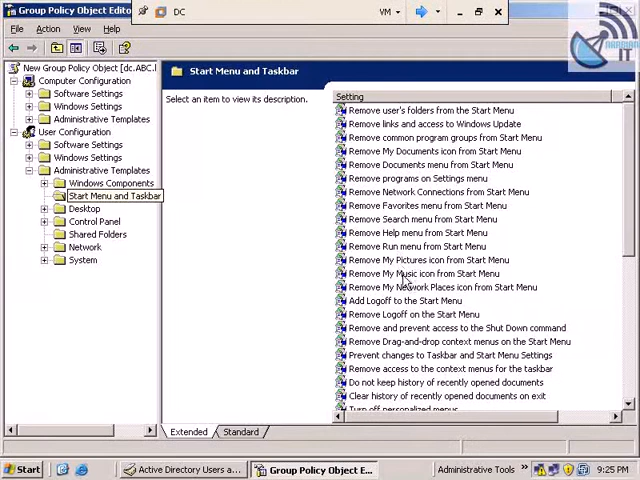 Group Policy Object Edito
DC
VM
File Action View Help
New Group Policy Object [dc.ABC.l
Computer Configuration
Software Settings
Windows Settings
Administrative Templates
User Configuration
Software Settings
Windows Settings
Administrative Templates
Windows Components
Start Menu and Taskbar
Desktop
Control Panel
Shared Folders
Network
System
Start Menu and Taskbar
Select an item to view its description.
Setting
Remove user's folders from the Start Menu
Remove links and access to Windows Update
Remove common program groups from Start Menu
Remove My Documents icon from Start Menu
Remove Documents menu from Start Menu
Remove programs on Settings menu
Remove Network Connections from Start Menu
Remove Favorites menu from Start Menu
Remove Search menu from Start Menu
Remove Help menu from Start Menu
Remove Run menu from Start Menu
Remove My Pictures icon from Start Menu
Remove My Music icon from Start Menu
Remove My Network Places icon from Start Menu
Add Logoff to the Start Menu
Remove Logoff on the Start Menu
Remove and prevent access to the Shut Down command
Remove Drag-and-drop context menus on the Start Menu
Prevent changes to Taskbar and Start Menu Settings
Remove access to the context menus for the taskbar
Do not keep history of recently opened documents
Clear history of recently opened documents on exit
Turn off personalized menus
Extended
Standard
Start
Active Directory Users a...
Group Policy Object E...
Administrative Tools
9:25 PM
IT